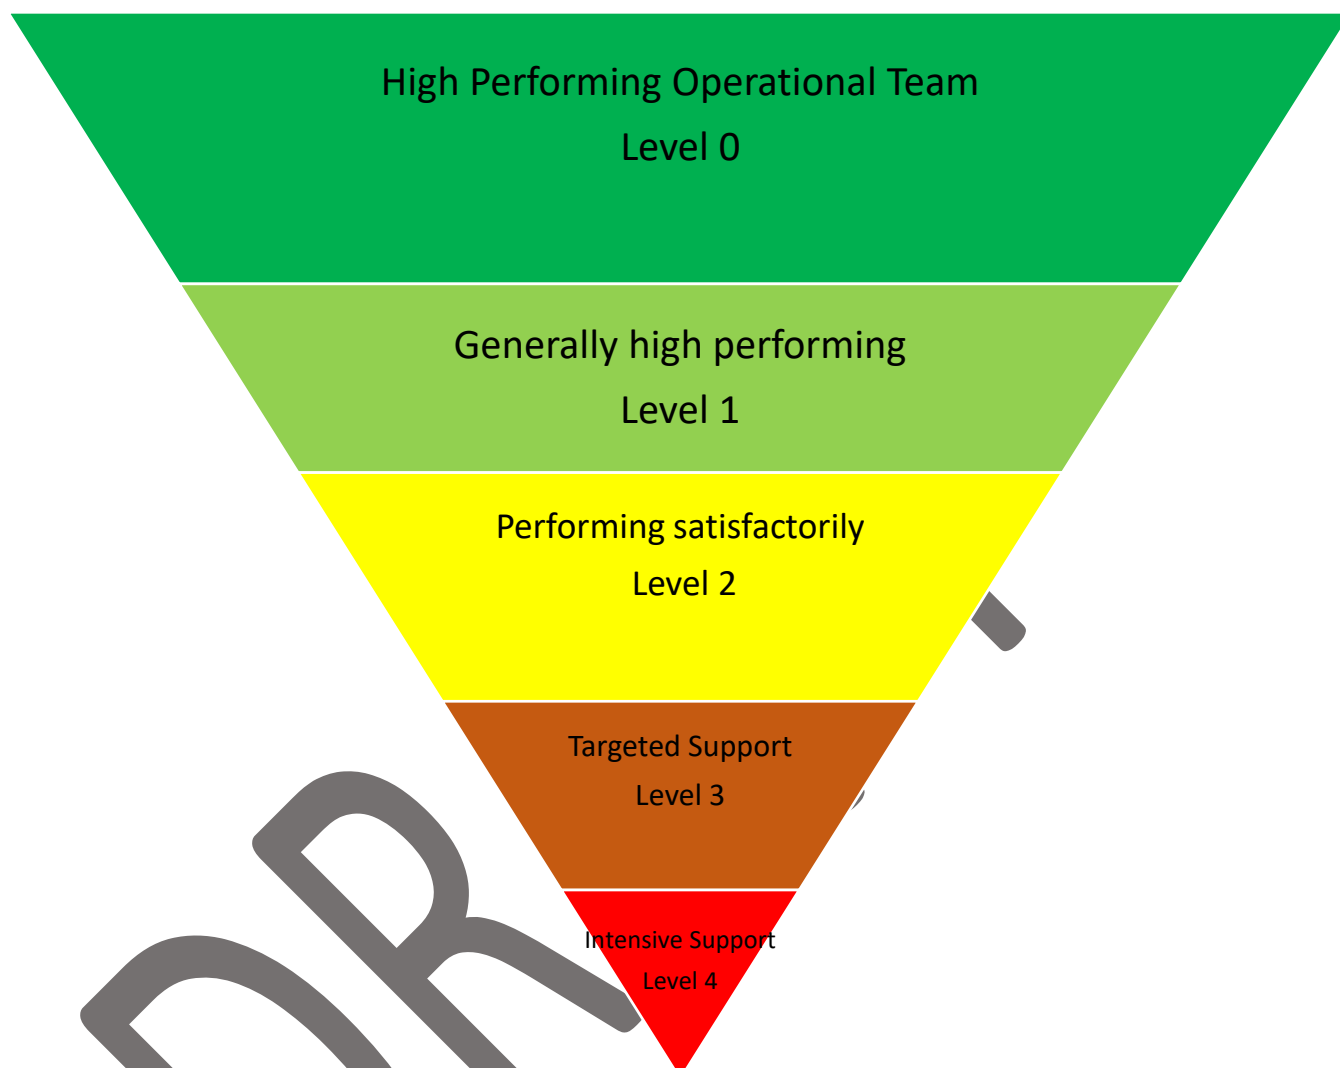 High Performing Operational Team
Level 0
Generally high performing
Level 1
Performing satisfactorily
Level 2
Targeted Support
Level 3
Intensive Support
Level 4
DR